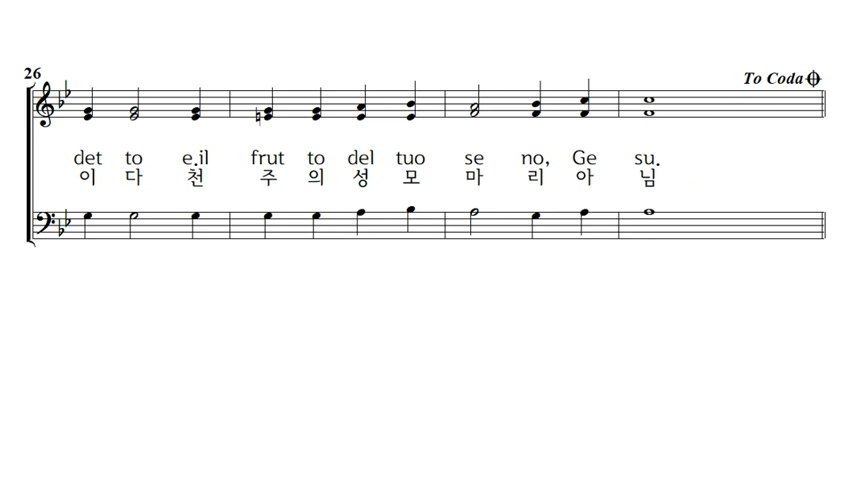 26
To Coda
det to e.il frut to del tuo se no, Ge su.
이 다 천 주 의 성 모 마 리 아 님